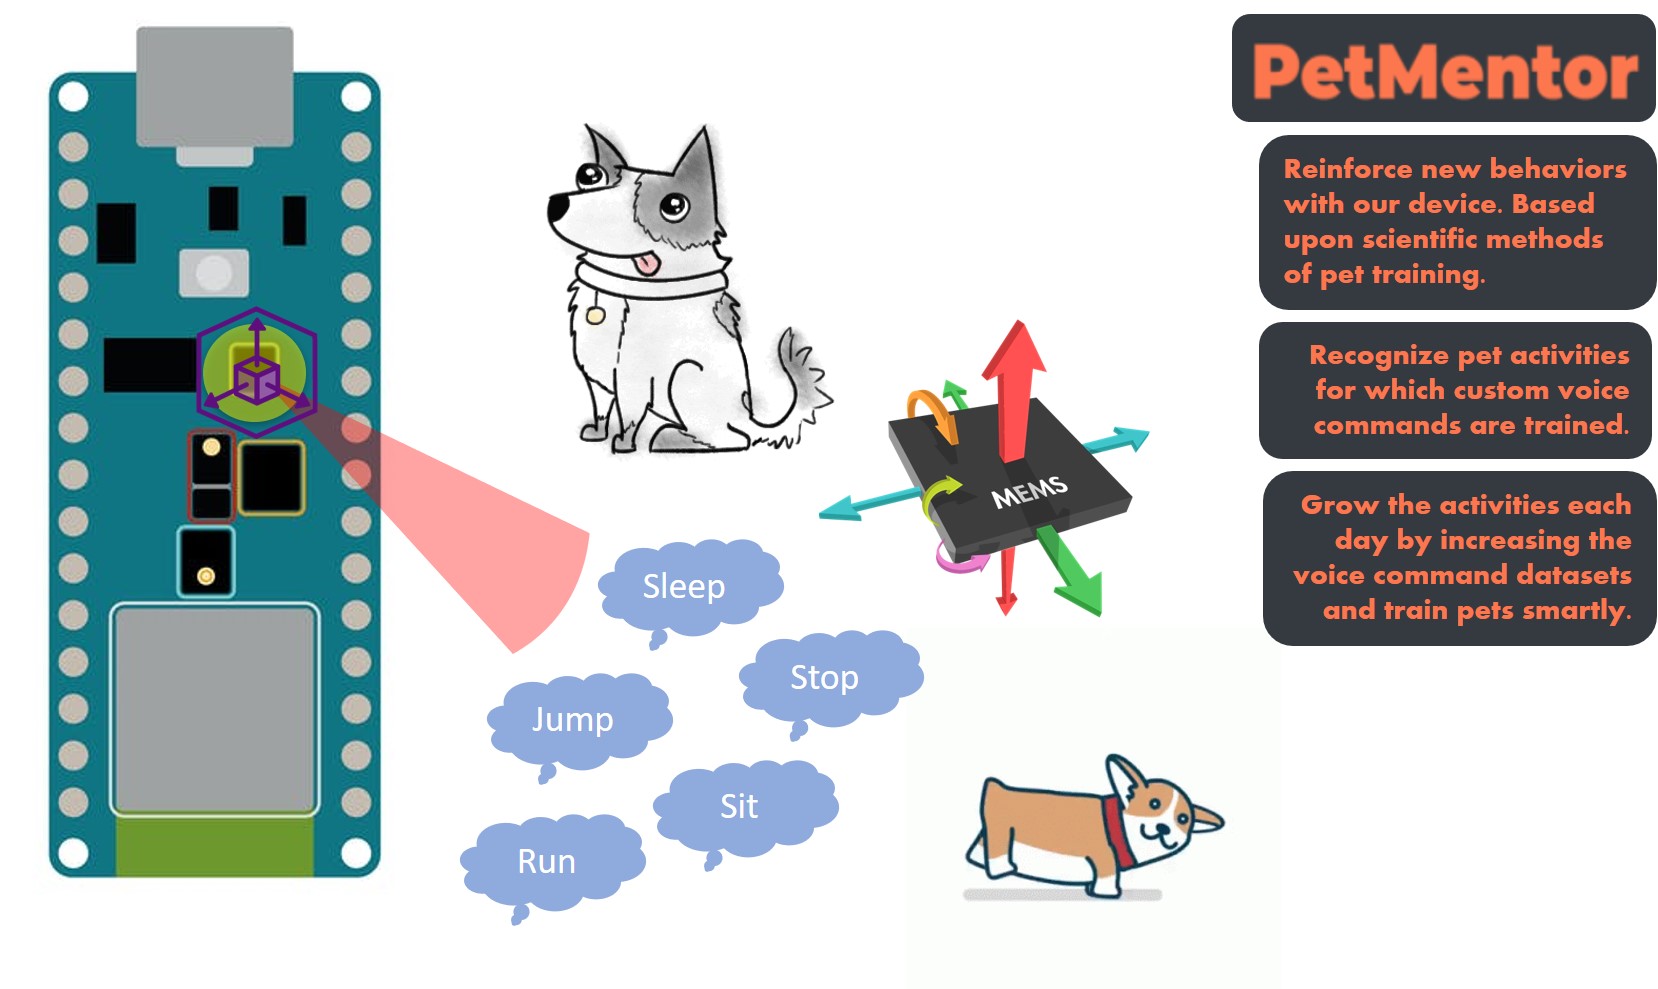 PetMentor
Reinforce new behaviors
with our device. Based
upon scientific methods
of pet training.
Recognize pet activities
for which custom voice
commands are trained.
Grow the activities each
day by increasing the
voice command datasets
and train pets smartly.
MEMS
Sleep
Stop
Jump
Sit
Run